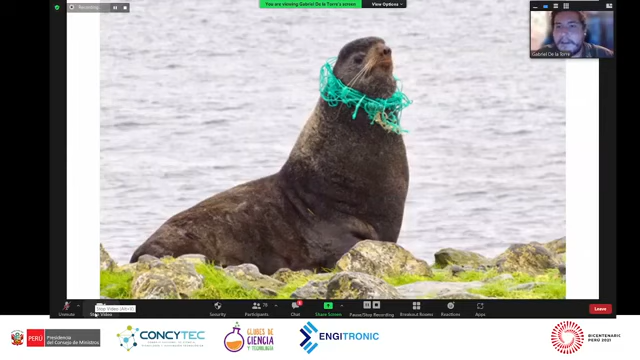 Recording
You are viewing Gabriel De la Torre's screen
View Options
Gabriel De la Torre
Unmute
Stop Video (Alt+V)
Security
Participants
78
Chat
Share Screen
Pause/Stop Recording
Breakout Rooms
Reactions
Apps
Leave
PERÚ
Presidencia
del Consejo de Ministros
CONCYTEC
CLUBES DE
CIENCIA
Y TECNOLOGÍA
ENGITRONIC
BICENTENARIO
PERÚ 2021